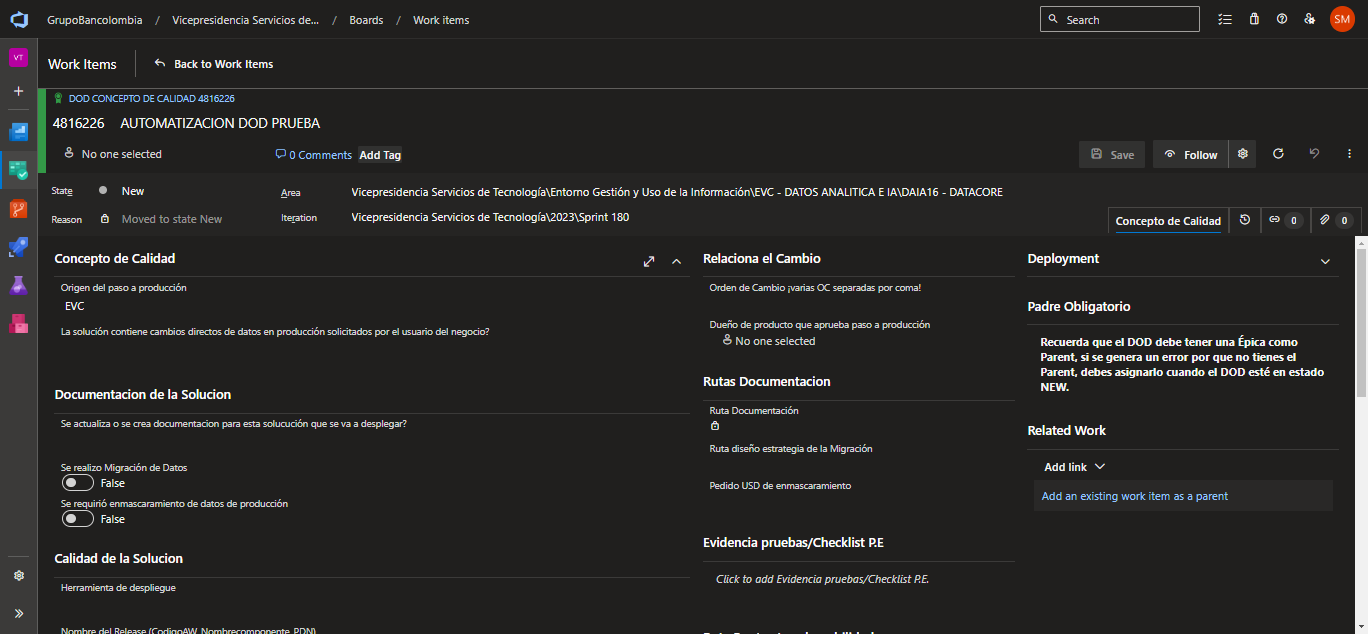 GrupoBancolombia / Vicepresidencia Servicios de... / Boards / Work items
Search
SM
VT
Work Items
Back to Work Items
DOD CONCEPTO DE CALIDAD 4816226
4816226 AUTOMATIZACION DOD PRUEBA
No one selected
0 Comments
Add Tag
Save
Follow
State
New
Area
Vicepresidencia Servicios de Tecnología\Entorno Gestión y Uso de la Información\EVC - DATOS ANALITICA E IA\DAIA16 - DATACORE
Reason
Moved to state New
Iteration
Vicepresidencia Servicios de Tecnología\2023\Sprint 180
Concepto de Calidad
0
0
Concepto de Calidad
Origen del paso a producción
EVC
La solución contiene cambios directos de datos en producción solicitados por el usuario del negocio?
Documentacion de la Solucion
Se actualiza o se crea documentacion para esta solucución que se va a desplegar?
Se realizo Migración de Datos
False
Se requirió enmascaramiento de datos de producción
False
Calidad de la Solucion
Herramienta de despliegue
Nombre del Release (CodigoAW_Nombrecomponente_PDN)
Relaciona el Cambio
Orden de Cambio ¡varias OC separadas por coma!
Dueño de producto que aprueba paso a producción
No one selected
Rutas Documentacion
Ruta Documentación
Ruta diseño estrategia de la Migración
Pedido USD de enmascaramiento
Evidencia pruebas/Checklist P.E
Click to add Evidencia pruebas/Checklist P.E.
Deployment
Padre Obligatorio
Recuerda que el DOD debe tener una Épica como
Parent, si se genera un error por que no tienes el
Parent, debes asignarlo cuando el DOD esté en estado
NEW.
Related Work
Add link
Add an existing work item as a parent